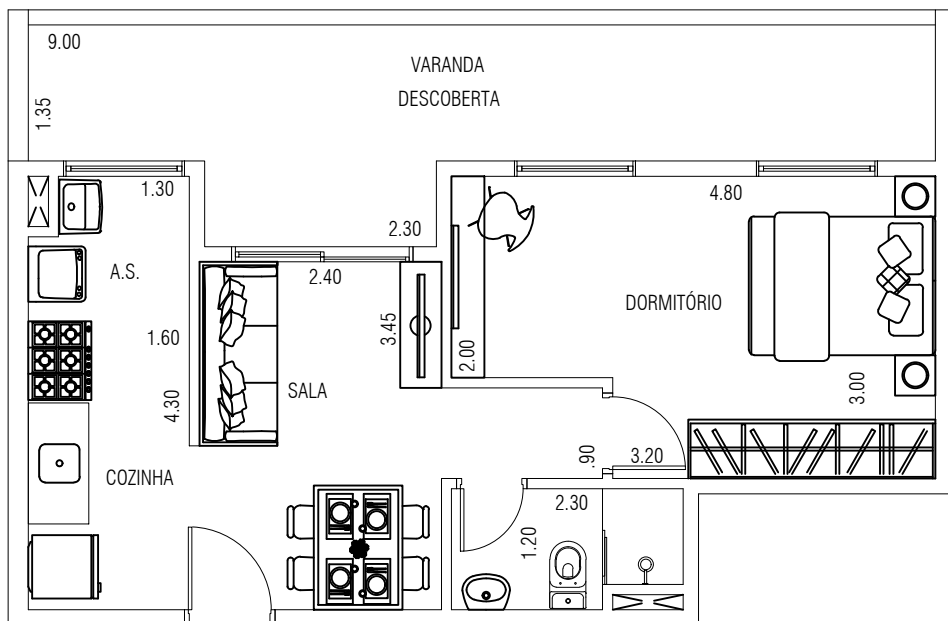 9.00
VARANDA
DESCOBERTA
1.35
1.30
4.80
2.30
A.S.
2.40
DORMITÓRIO
1.60
3.45
2.00
SALA
3.00
4.30
COZINHA
.90
3.20
2.30
1.20